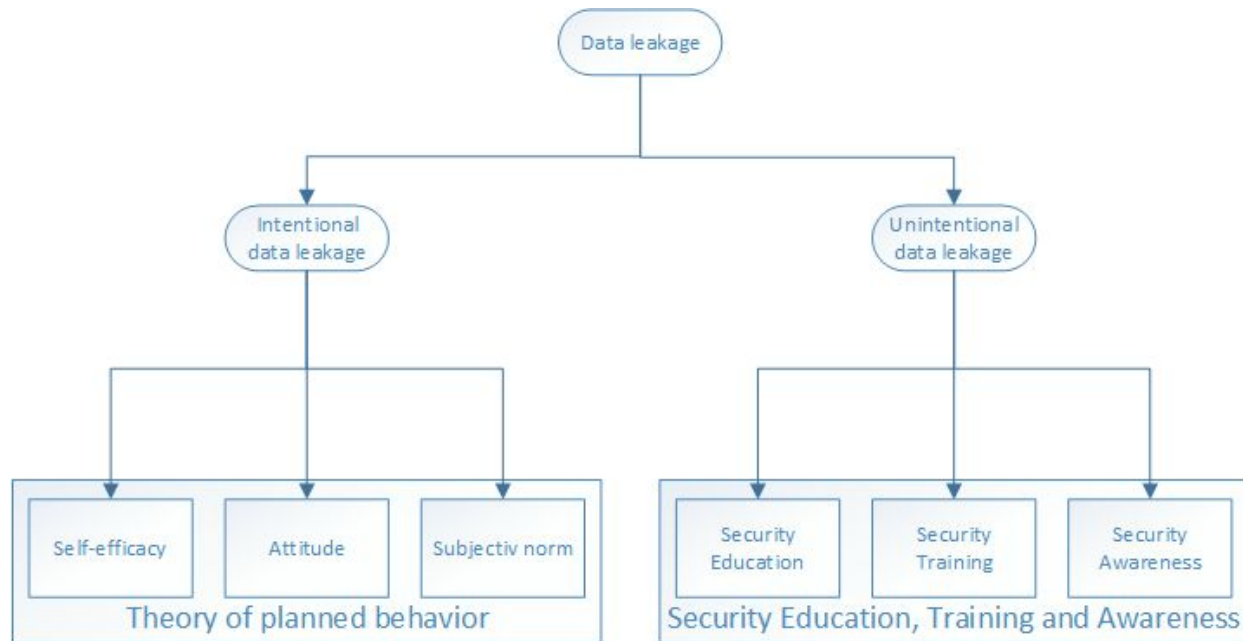 Data leakage
Intentional
data leakage
Unintentional
data leakage
Self-efficacy
Attitude
Subjectiv norm
Theory of planned behavior
Security
Education
Security
Training
Security
Awareness
Security Education, Training and Awareness